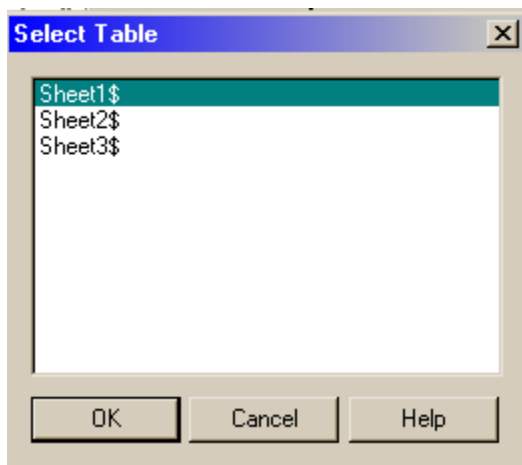 Select Table
Sheet1$
Sheet2$
Sheet3$
OK Cancel Help